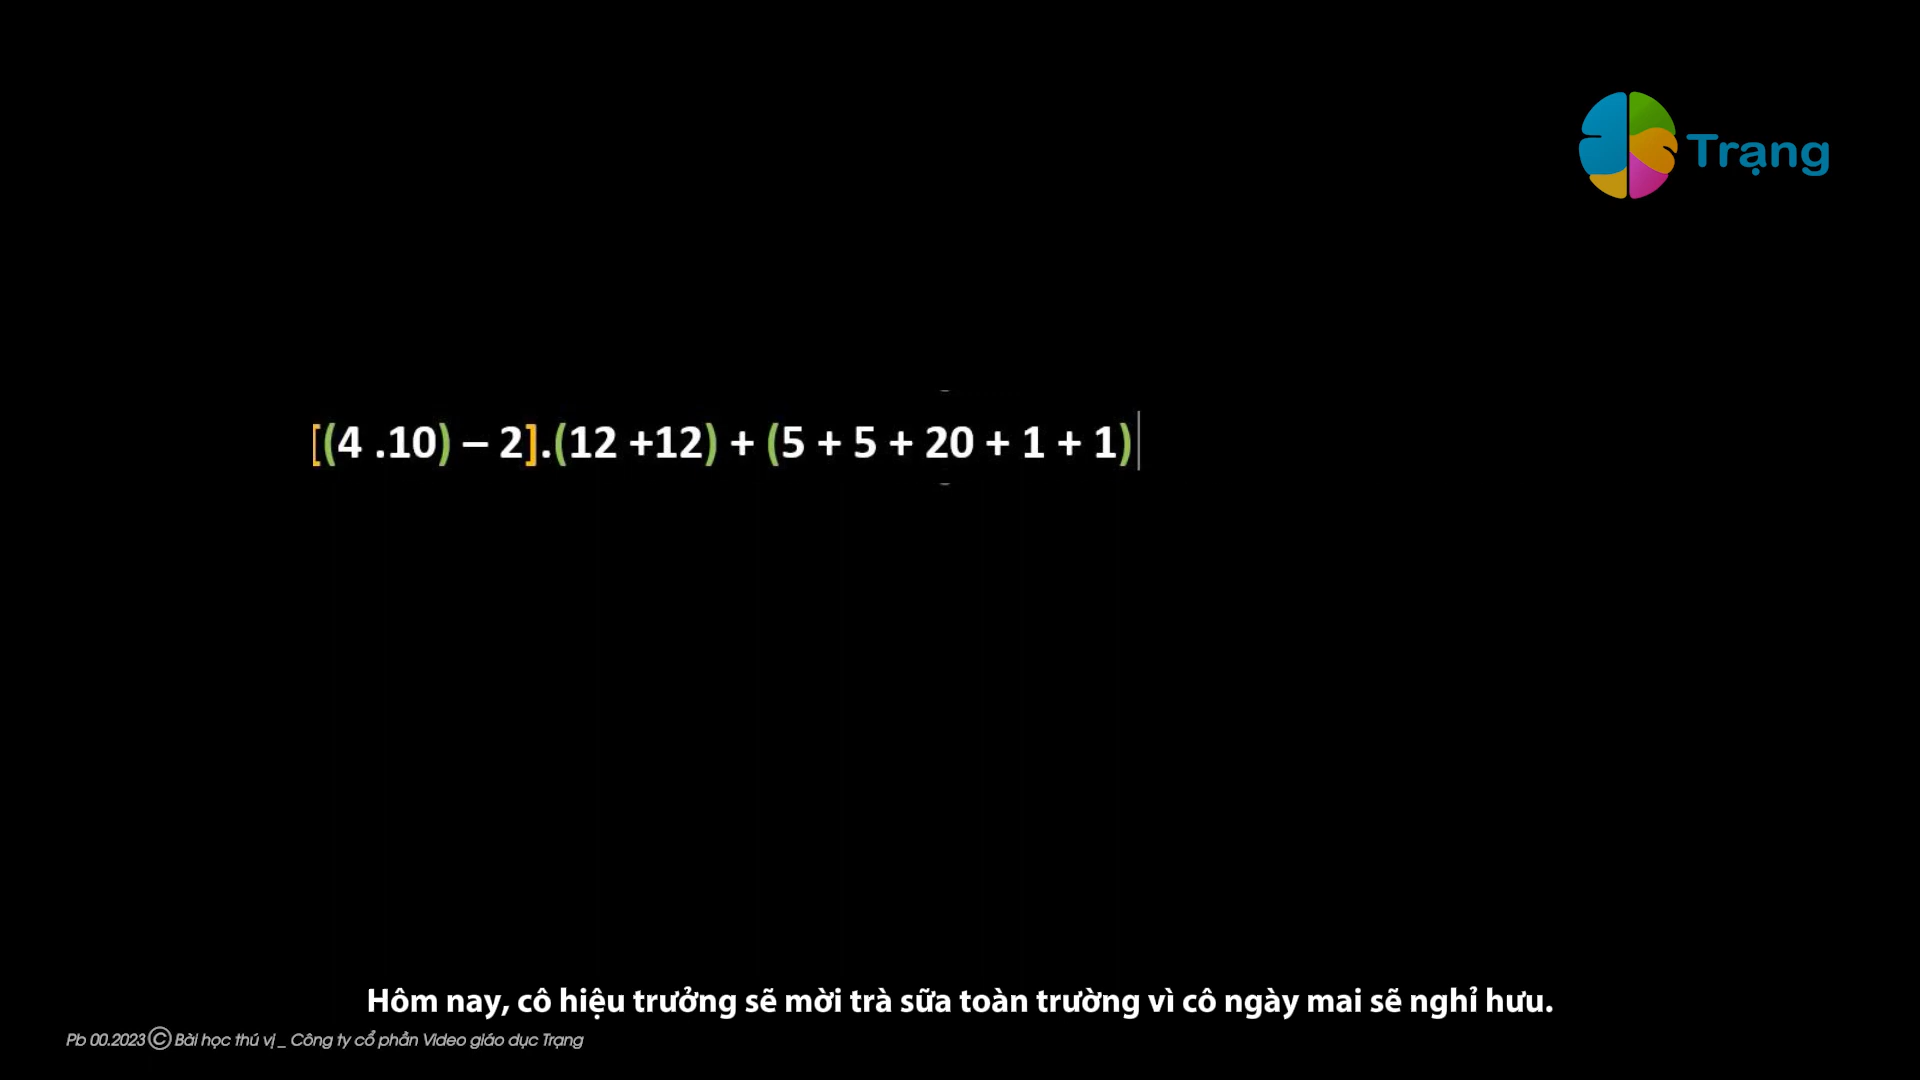 Trạng
[(4 .10) – 2].(12 +12) + (5 + 5 + 20 + 1 + 1)
Hôm nay, cô hiệu trưởng sẽ mời trà sữa toàn trường vì cô ngày mai sẽ nghỉ hưu.
Pb 00.2023 © Bài học thú vị _ Công ty cổ phần Video giáo dục Trạng